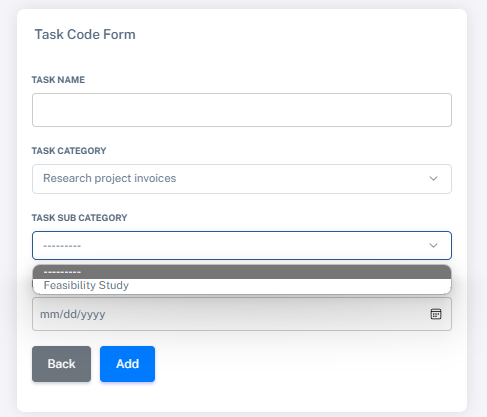 Task Code Form
TASK NAME
TASK CATEGORY
Research project invoices
TASK SUB CATEGORY
---------
---------
Feasibility Study
mm/dd/yyyy
Back Add